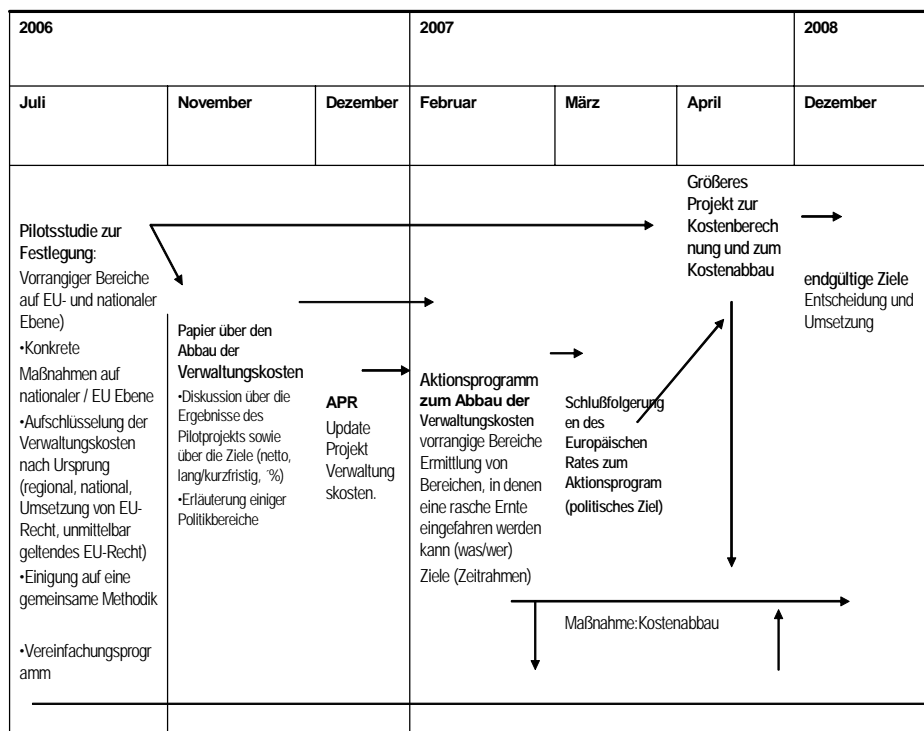 2006
2007
2008
Juli
November
Dezember
Februar
März
April
Dezember
Pilotsstudie zur
Festlegung:
Vorrangiger Bereiche
auf EU- und nationaler
Ebene)
•Konkrete
Maßnahmen auf
nationaler / EU Ebene
•Aufschlüsselung der
Verwaltungskosten
nach Ursprung
(regional, national,
Umsetzung von EU-
Recht, unmittelbar
geltendes EU-Recht)
•Einigung auf eine
gemeinsame Methodik
•Vereinfachungsprogr
amm
Papier über den
Abbau der
Verwaltungskosten
•Diskussion über die
Ergebnisse des
Pilotprojekts sowie
über die Ziele (netto,
lang/kurzfristig, ¨%)
•Erläuterung einiger
Politikbereiche
APR
Update
Projekt
Verwaltung
skosten.
Aktionsprogramm
zum Abbau der
Verwaltungskosten
vorrangige Bereiche
Ermittlung von
Bereichen, in denen
eine rasche Ernte
eingefahren werden
kann (was/wer)
Ziele (Zeitrahmen)
Schlußfolgerung
en des
Europäischen
Rates zum
Aktionsprogram
(politisches Ziel)
Größeres
Projekt zur
Kostenberech
nung und zum
Kostenabbau
endgültige Ziele
Entscheidung und
Umsetzung
Maßnahme:Kostenabbau